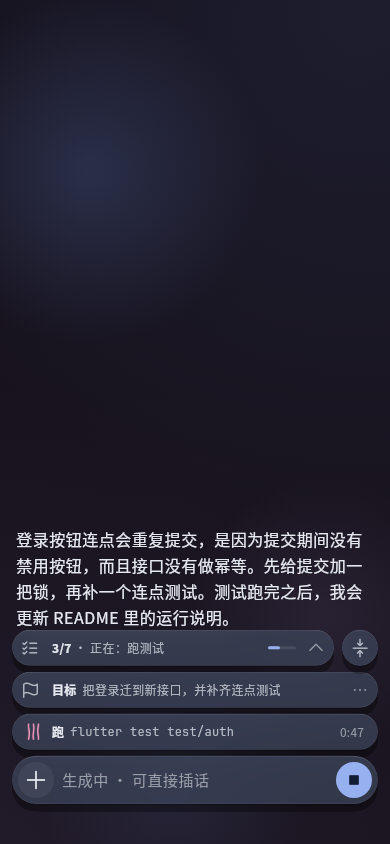 登录按钮连点会重复提交，是因为提交期间没有
禁用按钮，而且接口没有做幂等。先给提交加一
把锁，再补一个连点测试。测试跑完之后，我会
更新 README 里的运行说明。
3/7 · 正在：跑测试
目标 把登录迁到新接口，并补齐连点测试
跑 flutter test test/auth 0:47
生成中 · 可直接插话